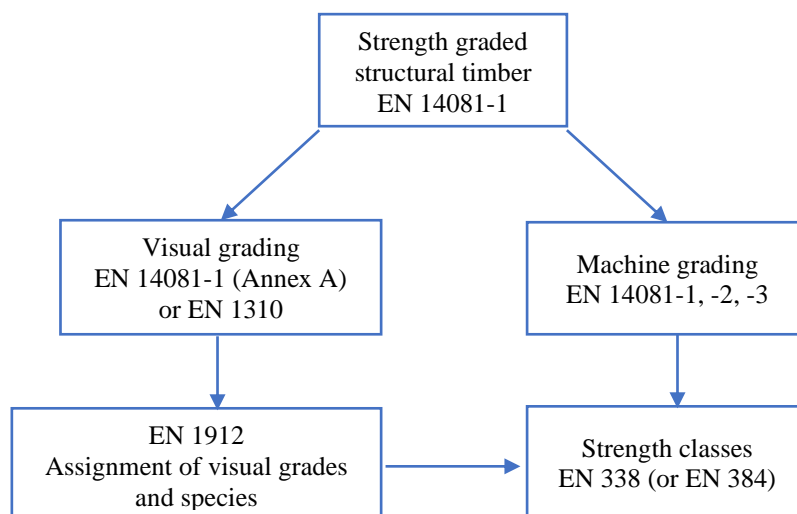 Strength graded
structural timber
EN 14081-1
Visual grading
EN 14081-1 (Annex A)
or EN 1310
Machine grading
EN 14081-1, -2, -3
EN 1912
Assignment of visual grades
and species
Strength classes
EN 338 (or EN 384)